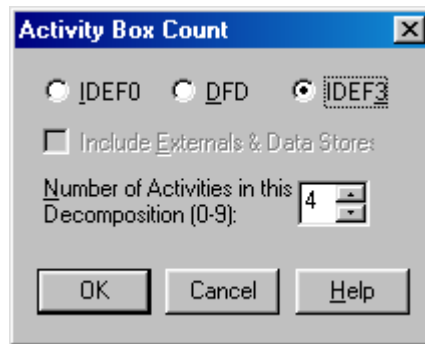 Activity Box Count
IDEF0 DFD IDEF3
Include Externals & Data Stores
Number of Activities in this
Decomposition (0-9):
4
OK Cancel Help